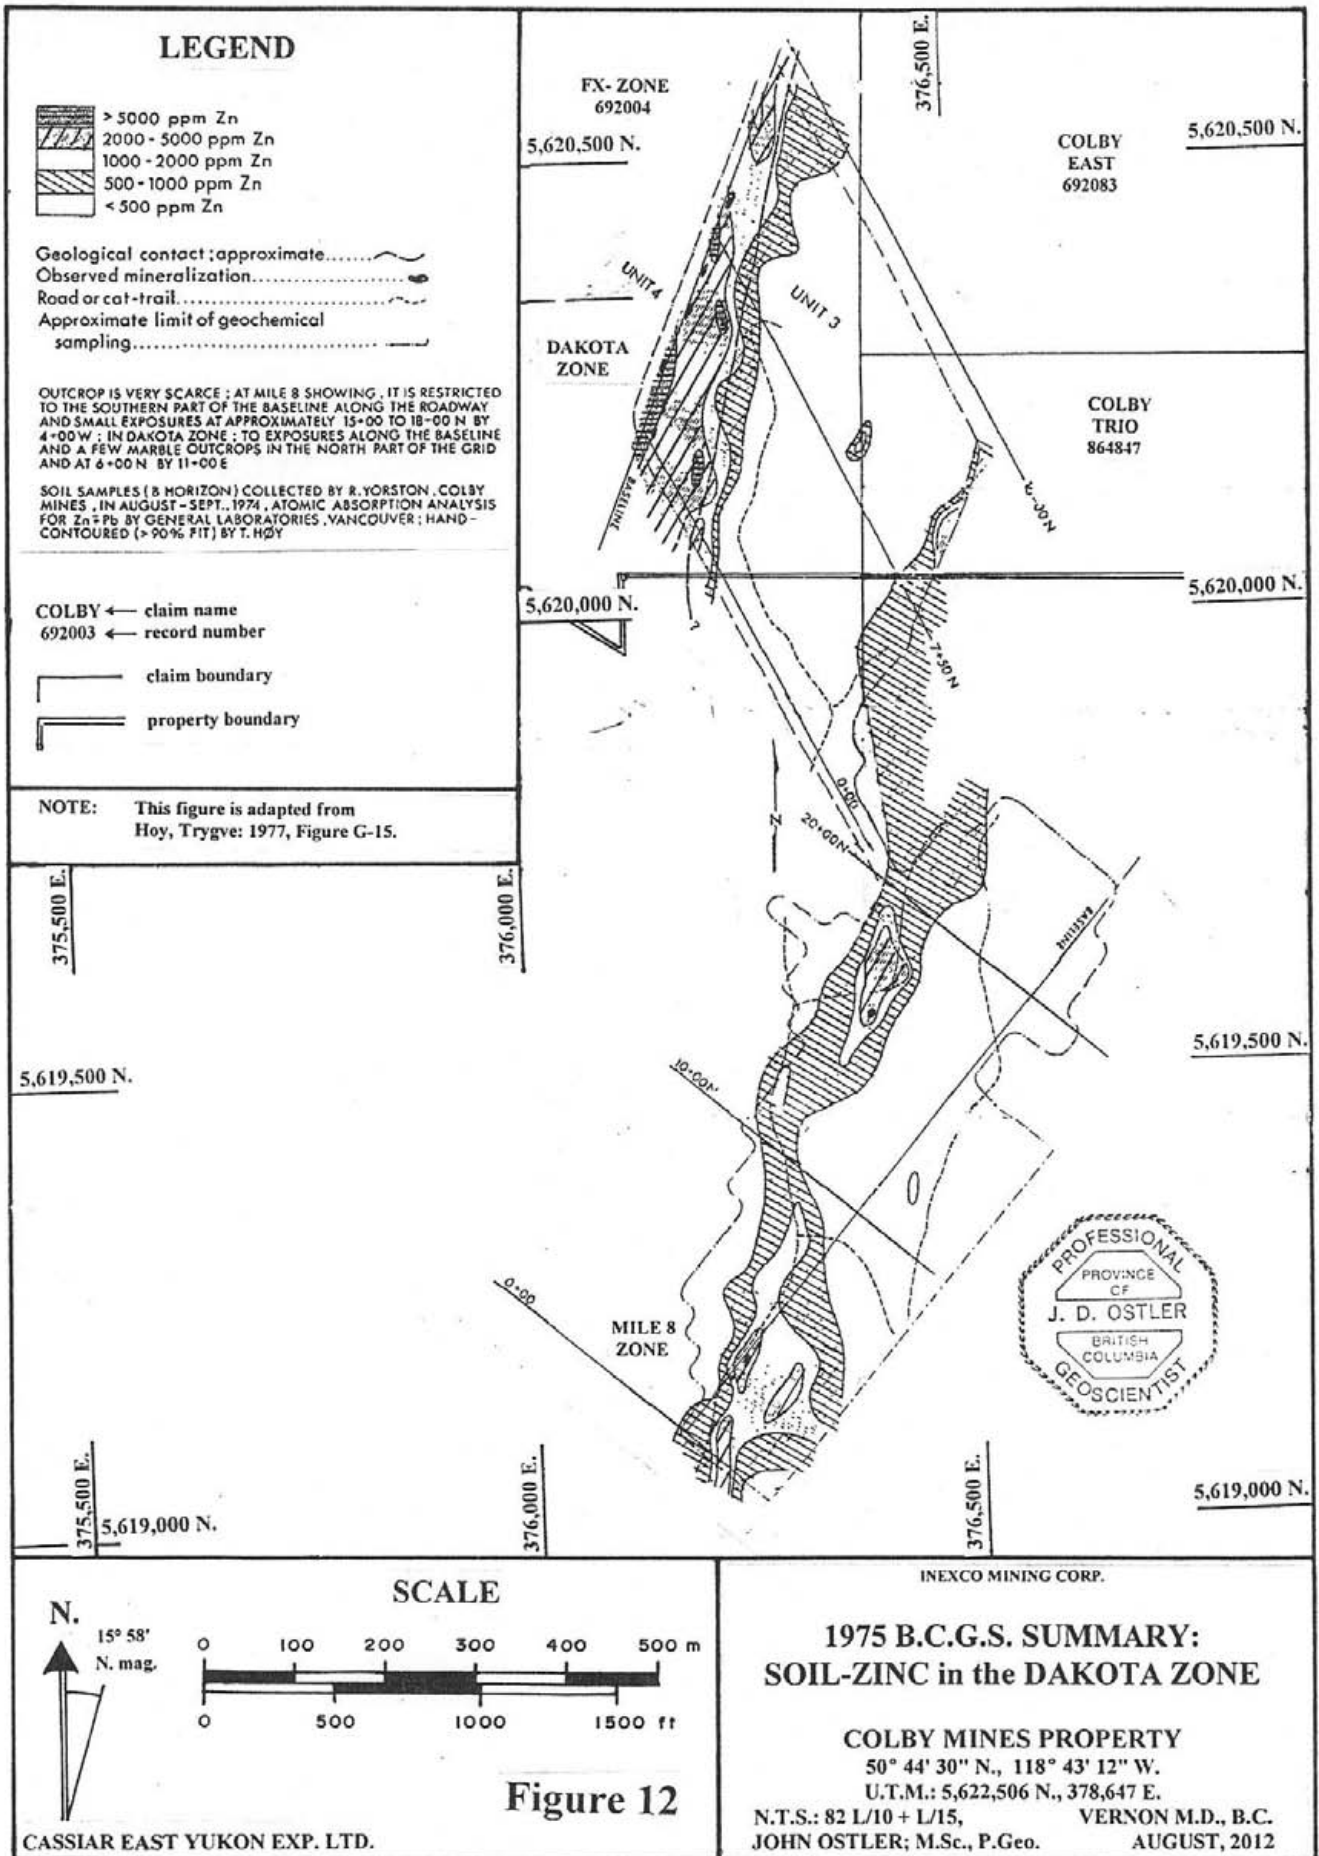 LEGEND
> 5000 ppm Zn
2000 - 5000 ppm Zn
1000 - 2000 ppm Zn
500 - 1000 ppm Zn
< 500 ppm Zn
Geological contact ; approximate
Observed mineralization
Road or cat-trail
Approximate limit of geochemical
sampling
OUTCROP IS VERY SCARCE ; AT MILE 8 SHOWING , IT IS RESTRICTED
TO THE SOUTHERN PART OF THE BASELINE ALONG THE ROADWAY
AND SMALL EXPOSURES AT APPROXIMATELY 15+00 TO 18-00 N BY
4+00 W ; IN DAKOTA ZONE ; TO EXPOSURES ALONG THE BASELINE
AND A FEW MARBLE OUTCROPS IN THE NORTH PART OF THE GRID
AND AT 6+00 N BY 11+00 E
SOIL SAMPLES ( B HORIZON ) COLLECTED BY R. YORSTON , COLBY
MINES , IN AUGUST - SEPT., 1974 , ATOMIC ABSORPTION ANALYSIS
FOR Zn + Pb BY GENERAL LABORATORIES , VANCOUVER ; HAND -
CONTOURED ( > 90% FIT ) BY T. HØY
COLBY ← claim name
692003 ← record number
claim boundary
property boundary
NOTE: This figure is adapted from
Hoy, Trygve: 1977, Figure G-15.
FX- ZONE
692004
376,500 E.
5,620,500 N.
5,620,500 N.
COLBY
EAST
692083
UNIT 4
UNIT 3
DAKOTA
ZONE
COLBY
TRIO
864847
BASELINE
5,620,000 N.
5,620,000 N.
?
7+50 N
0+00
20+00N
N
375,500 E.
376,000 E.
BASELINE
5,619,500 N.
5,619,500 N.
10+00N
0+00
MILE 8
ZONE
PROFESSIONAL
PROVINCE
OF
J. D. OSTLER
BRITISH
COLUMBIA
GEOSCIENTIST
375,500 E.
376,000 E.
376,500 E.
5,619,000 N.
5,619,000 N.
N.
15° 58'
N. mag.
SCALE
0 100 200 300 400 500 m
0 500 1000 1500 ft
Figure 12
CASSIAR EAST YUKON EXP. LTD.
INEXCO MINING CORP.
1975 B.C.G.S. SUMMARY:
SOIL-ZINC in the DAKOTA ZONE
COLBY MINES PROPERTY
50° 44' 30" N., 118° 43' 12" W.
U.T.M.: 5,622,506 N., 378,647 E.
N.T.S.: 82 L/10 + L/15, VERNON M.D., B.C.
JOHN OSTLER; M.Sc., P.Geo. AUGUST, 2012